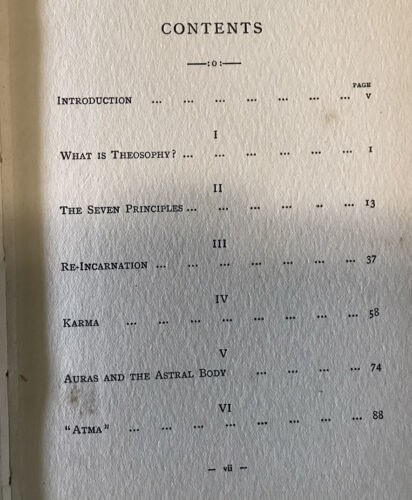 CONTENTS
—:o:—
PAGE
INTRODUCTION ... ... ... ... ... ... ... v
I
WHAT IS THEOSOPHY? ... ... ... ... ... ... 1
II
THE SEVEN PRINCIPLES ... ... ... ... ... ... 13
III
RE-INCARNATION ... ... ... ... ... ... ... 37
IV
KARMA ... ... ... ... ... ... ... ... 58
V
AURAS AND THE ASTRAL BODY ... ... ... ... 74
VI
"ATMA" ... ... ... ... ... ... ... ... 88
— vii —